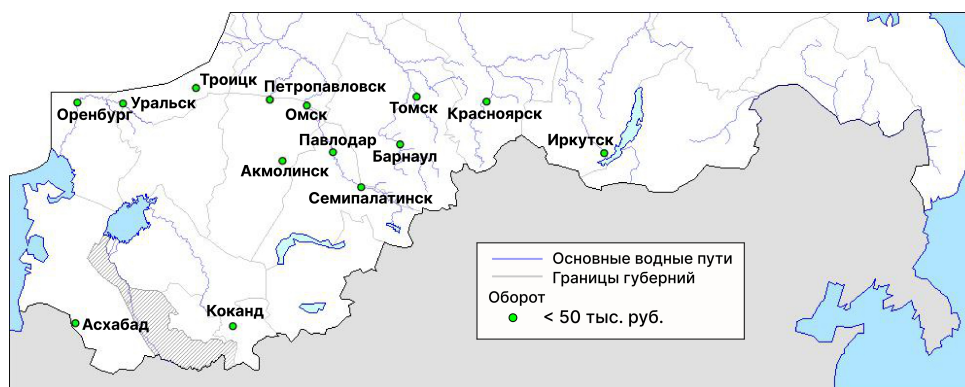 Троицк
Петропавловск
Оренбург
Уральск
Омск
Томск
Красноярск
Павлодар
Барнаул
Иркутск
Акмолинск
Семипалатинск
Основные водные пути
Границы губерний
Оборот
< 50 тыс. руб.
Коканд
Асхабад